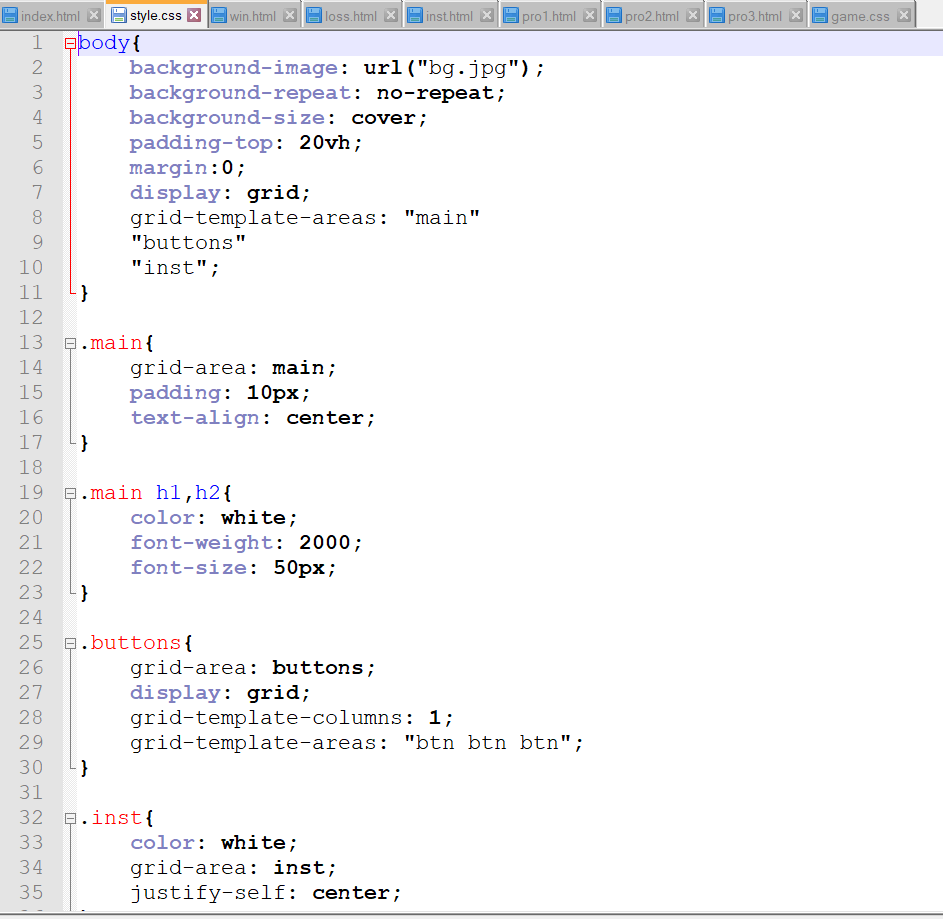 index.html style.css win.html loss.html inst.html pro1.html pro2.html pro3.html game.css
1 body{
2     background-image: url("bg.jpg");
3     background-repeat: no-repeat;
4     background-size: cover;
5     padding-top: 20vh;
6     margin:0;
7     display: grid;
8     grid-template-areas: "main"
9     "buttons"
10     "inst";
11 }
12
13 .main{
14     grid-area: main;
15     padding: 10px;
16     text-align: center;
17 }
18
19 .main h1,h2{
20     color: white;
21     font-weight: 2000;
22     font-size: 50px;
23 }
24
25 .buttons{
26     grid-area: buttons;
27     display: grid;
28     grid-template-columns: 1;
29     grid-template-areas: "btn btn btn";
30 }
31
32 .inst{
33     color: white;
34     grid-area: inst;
35     justify-self: center;